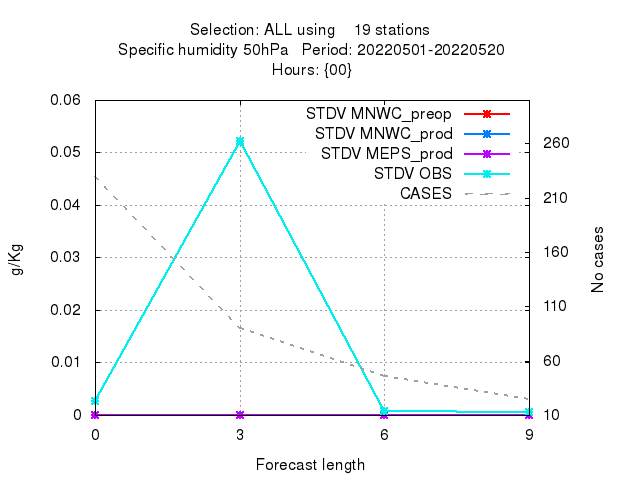 Selection: ALL using 19 stations
Specific humidity 50hPa Period: 20220501-20220520
Hours: {00}
0.06
0.05
0.04
0.03
0.02
0.01
0
g/Kg
STDV MNWC_preop
STDV MNWC_prod
STDV MEPS_prod
STDV OBS
CASES
260
210
160
110
60
10
No cases
0 3 6 9
Forecast length